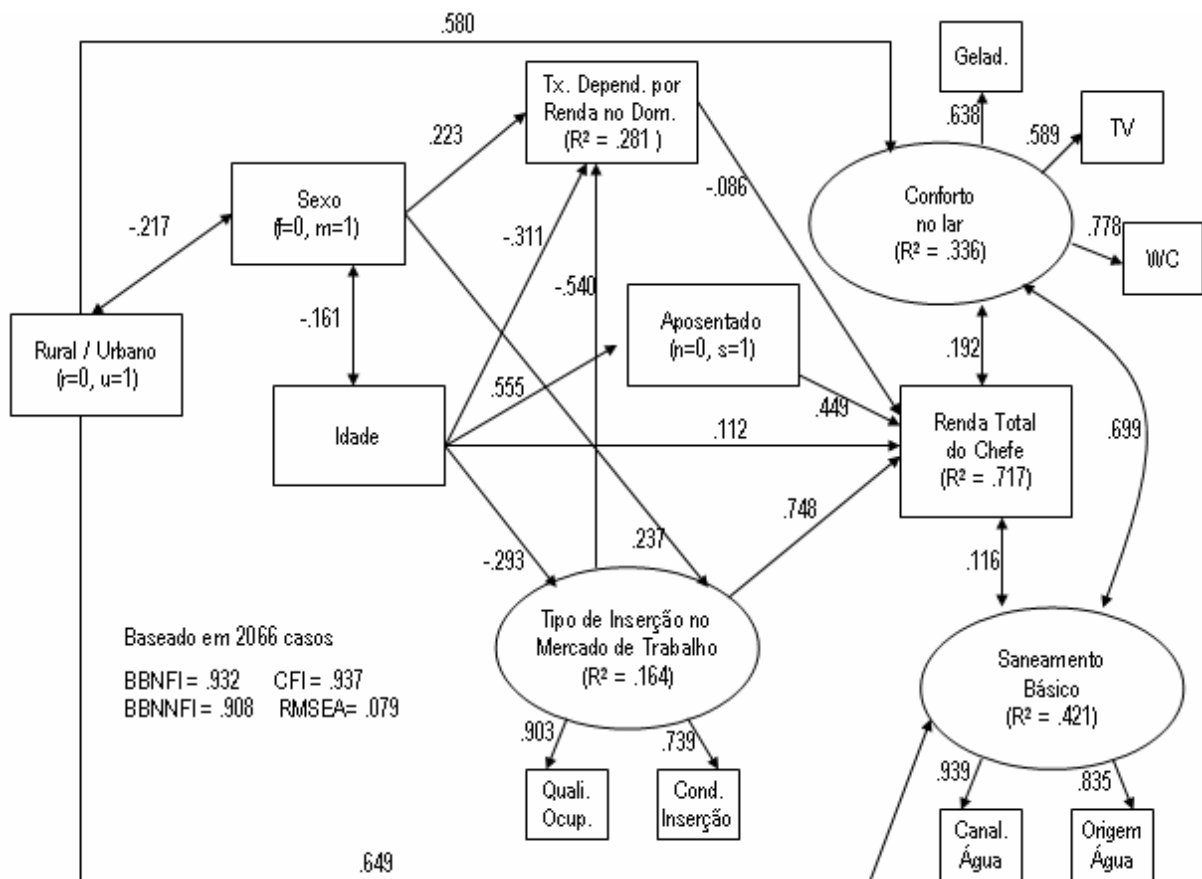 .580
Gelad.
Tx. Depend. por
Renda no Dom.
(R² = .281 )
.638
TV
.589
.223
Sexo
(f=0, m=1)
-.086
Conforto
no lar
(R² = .336)
.778
WC
-.217
-.311
-.540
-.161
Aposentado
(n=0, s=1)
Rural / Urbano
(r=0, u=1)
.192
.555
.449
Idade
.112
Renda Total
do Chefe
(R² = .717)
.699
.748
-.293
.237
.116
Tipo de Inserção no
Mercado de Trabalho
(R² = .164)
Baseado em 2066 casos
BBNFI = .932 CFI = .937
BBNNFI = .908 RMSEA= .079
Saneamento
Básico
(R² = .421)
.903
.739
.939
.835
Quali.
Ocup.
Cond.
Inserção
Canal.
Água
Origem
Água
.649